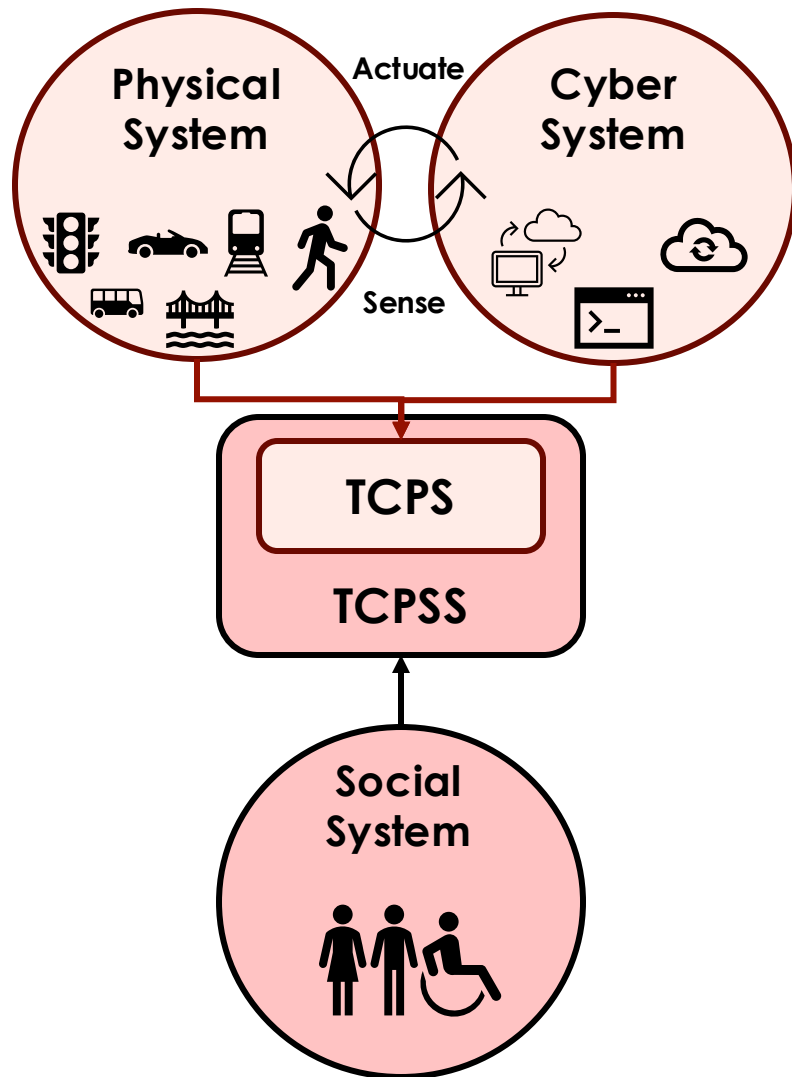 Physical
System
Actuate
Cyber
System
Sense
>_
TCPS
TCPSS
Social
System